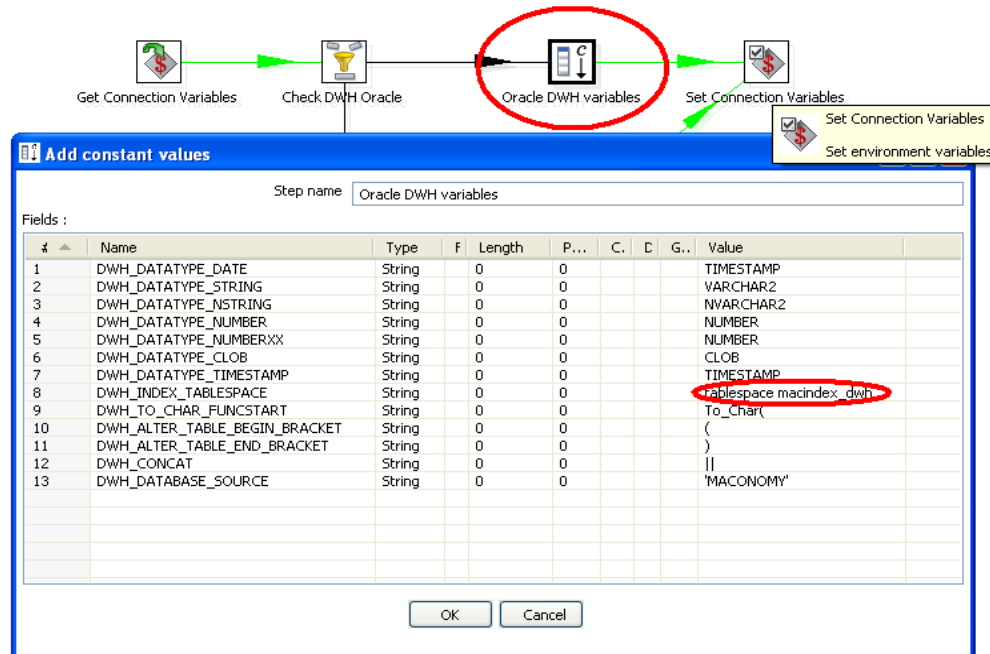 Get Connection Variables
Check DWH Oracle
Oracle DWH variables
Set Connection Variables
Set Connection Variables
Set environment variables
Add constant values
Step name Oracle DWH variables
Fields :
# Name Type F Length P... C. D G.. Value
1 DWH_DATATYPE_DATE String 0 0 TIMESTAMP
2 DWH_DATATYPE_STRING String 0 0 VARCHAR2
3 DWH_DATATYPE_NSTRING String 0 0 NVARCHAR2
4 DWH_DATATYPE_NUMBER String 0 0 NUMBER
5 DWH_DATATYPE_NUMBERXX String 0 0 NUMBER
6 DWH_DATATYPE_CLOB String 0 0 CLOB
7 DWH_DATATYPE_TIMESTAMP String 0 0 TIMESTAMP
8 DWH_INDEX_TABLESPACE String 0 0 tablespace macindex_dwh
9 DWH_TO_CHAR_FUNCSTART String 0 0 To_Char(
10 DWH_ALTER_TABLE_BEGIN_BRACKET String 0 0 (
11 DWH_ALTER_TABLE_END_BRACKET String 0 0 )
12 DWH_CONCAT String 0 0 ||
13 DWH_DATABASE_SOURCE String 0 0 'MACONOMY'
OK Cancel